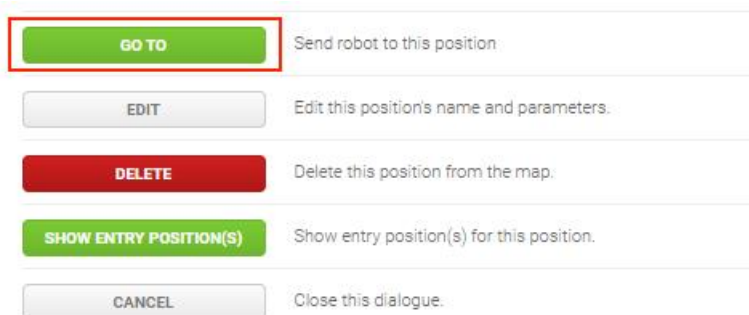 GO TO Send robot to this position
EDIT Edit this position's name and parameters.
DELETE Delete this position from the map.
SHOW ENTRY POSITION(S) Show entry position(s) for this position.
CANCEL Close this dialogue.